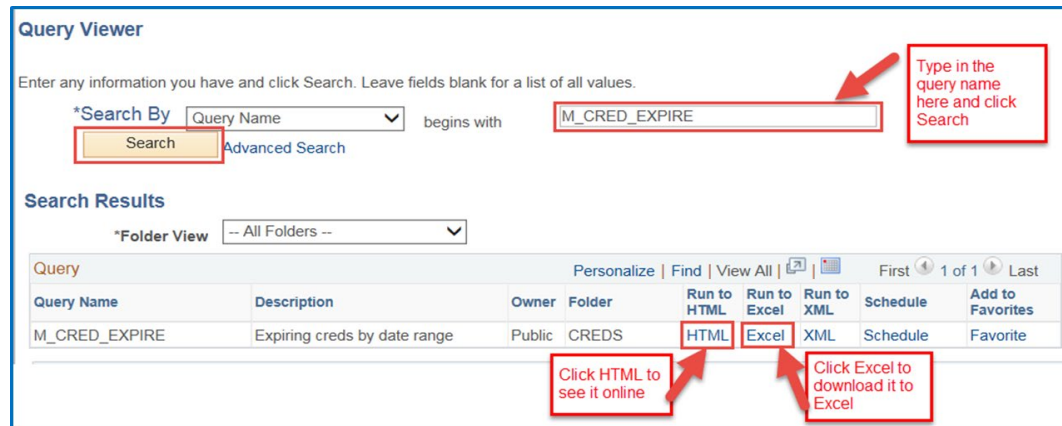 Query Viewer
Enter any information you have and click Search. Leave fields blank for a list of all values.
Type in the
query name
here and click
Search
*Search By Query Name begins with M_CRED_EXPIRE
Search Advanced Search
Search Results
*Folder View -- All Folders --
Query Personalize | Find | View All | | First 1 of 1 Last
Query Name Description Owner Folder Run to HTML Run to Excel Run to XML Schedule Add to Favorites
M_CRED_EXPIRE Expiring creds by date range Public CREDS HTML Excel XML Schedule Favorite
Click HTML to
see it online
Click Excel to
download it to
Excel